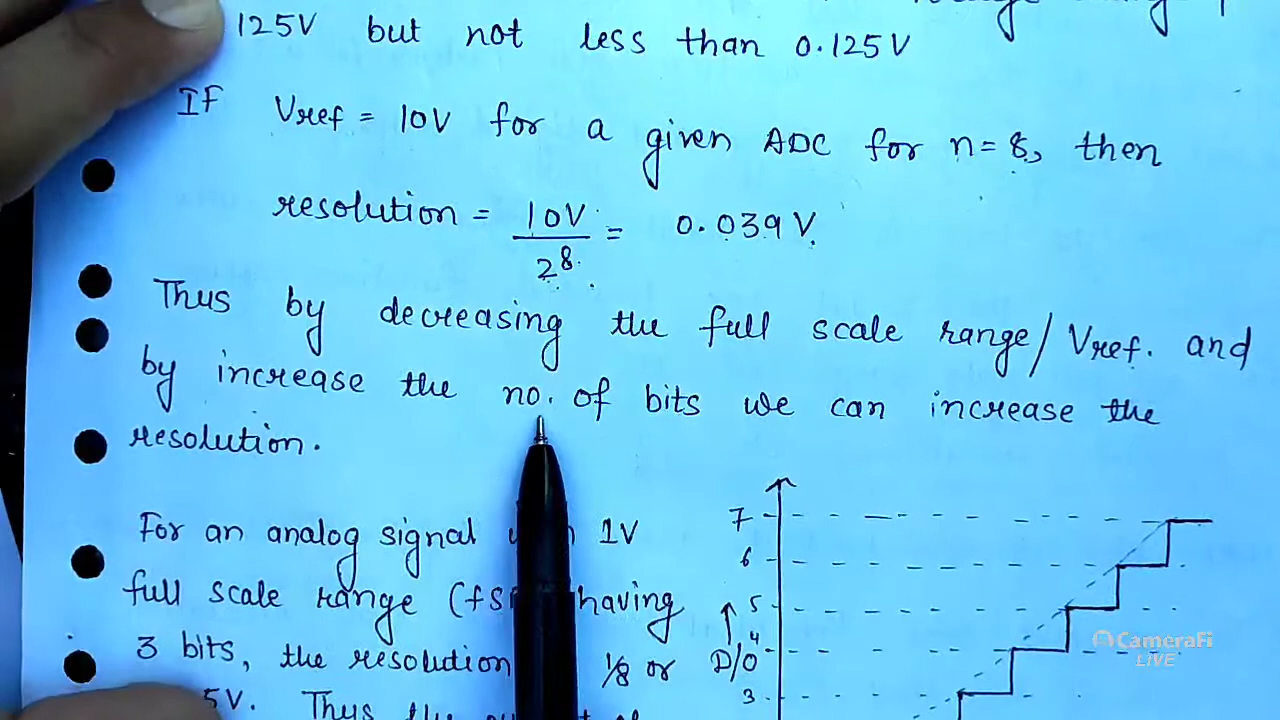 125V but not less than 0.125V
If Vref = 10V for a given ADC for n=8, then
resolution = 10V/2^8 = 0.039V.
Thus by decreasing the full scale range/Vref. and
by increase the no. of bits we can increase the
resolution.
For an analog signal 1V
full scale range (fs having
3 bits, the resolution 1/8 or
5V. Thus the
7
6
5
4
D/O
3
CameraFi
LIVE